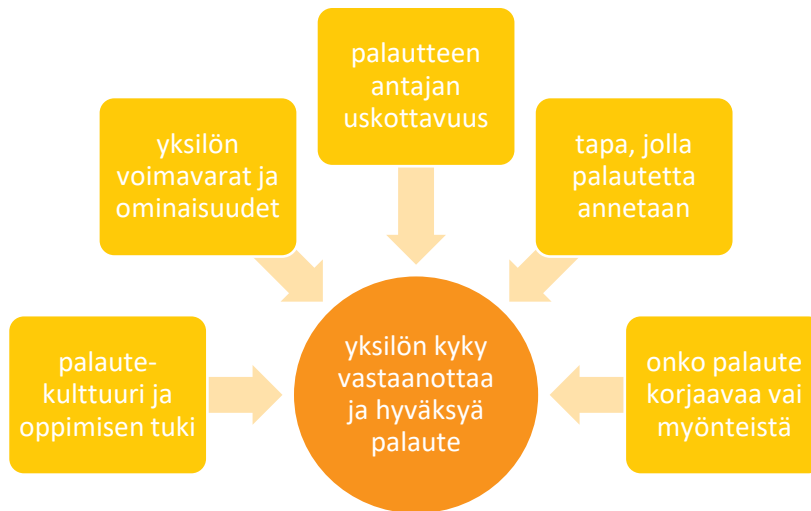 palautteen
antajan
uskottavuus
yksilön
voimavarat ja
ominaisuudet
tapa, jolla
palautetta
annetaan
palaute-
kulttuuri ja
oppimisen tuki
yksilön kyky
vastaanottaa
ja hyväksyä
palaute
onko palaute
korjaavaa vai
myönteistä